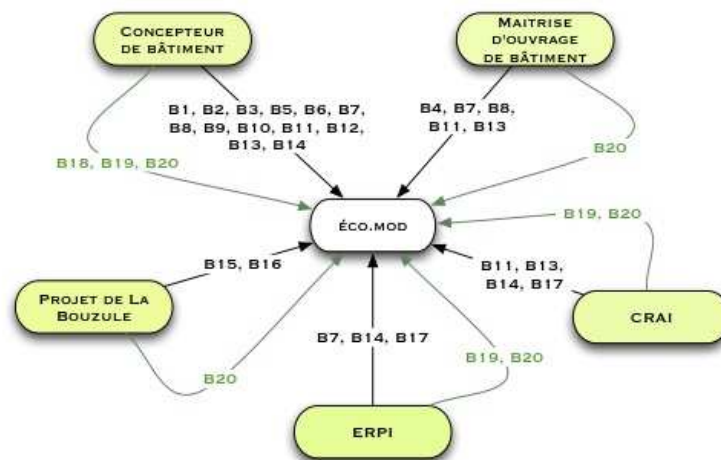 CONCEPTEUR
DE BÂTIMENT
MAITRISE
D'OUVRAGE
DE BÂTIMENT
B1, B2, B3, B5, B6, B7,
B8, B9, B10, B11, B12,
B13, B14
B4, B7, B8,
B11, B13
B18, B19, B20
B20
ÉCO.MOD
B19, B20
B15, B16
B11, B13,
B14, B17
PROJET DE LA
BOUZULE
CRAI
B7, B14, B17
B19, B20
B20
ERPI